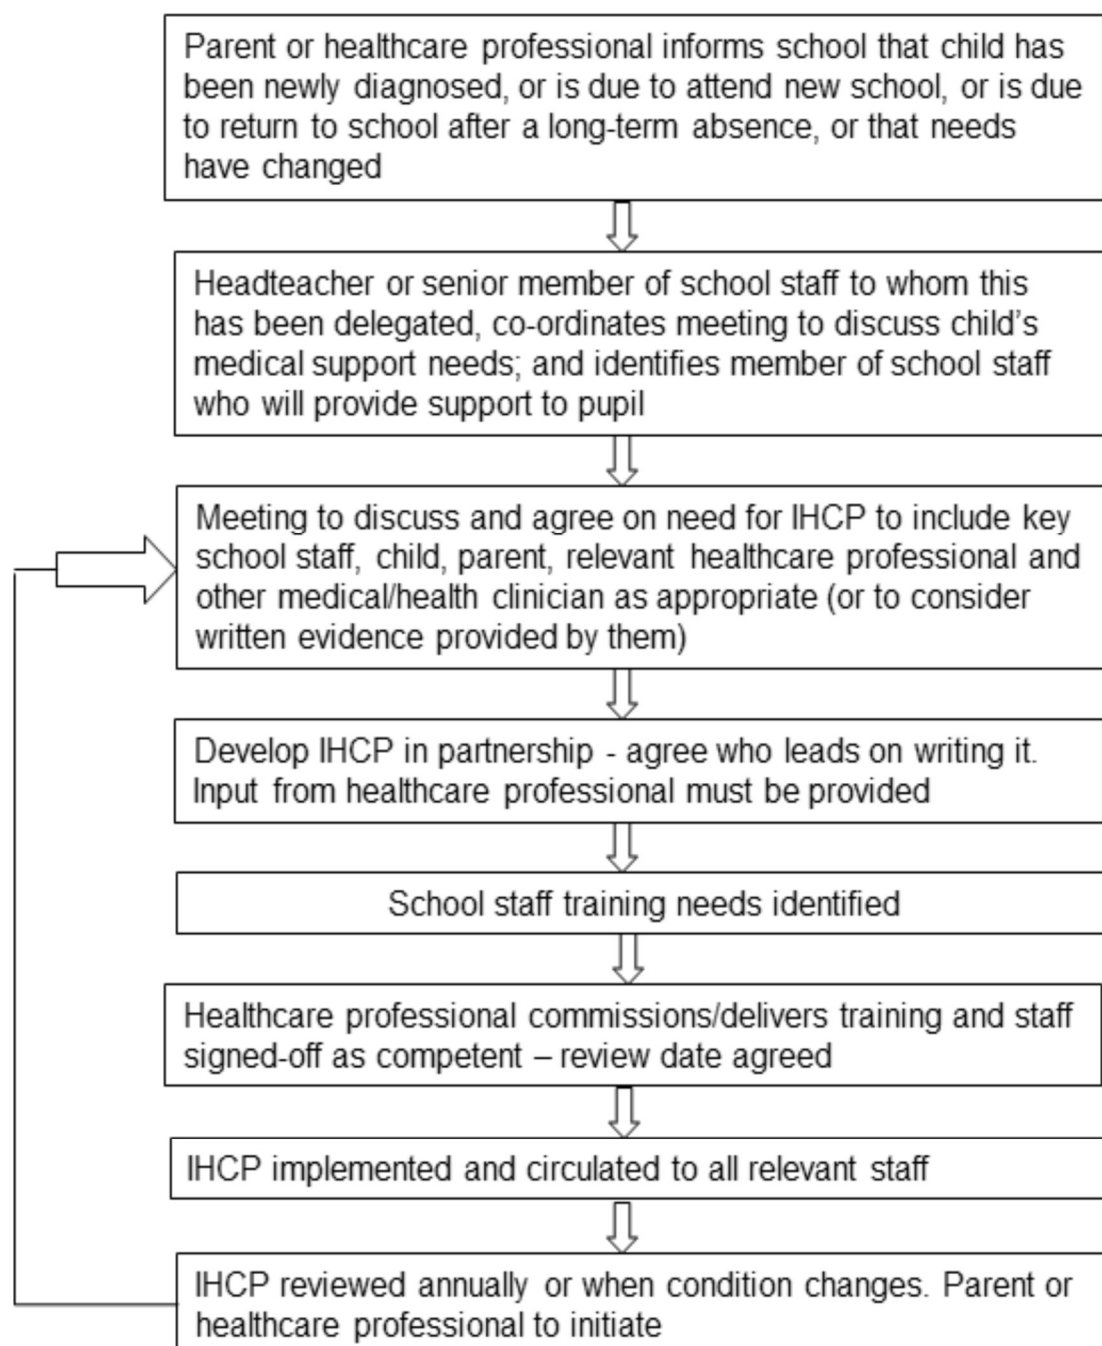 Parent or healthcare professional informs school that child has
been newly diagnosed, or is due to attend new school, or is due
to return to school after a long-term absence, or that needs
have changed
Headteacher or senior member of school staff to whom this
has been delegated, co-ordinates meeting to discuss child's
medical support needs; and identifies member of school staff
who will provide support to pupil
Meeting to discuss and agree on need for IHCP to include key
school staff, child, parent, relevant healthcare professional and
other medical/health clinician as appropriate (or to consider
written evidence provided by them)
Develop IHCP in partnership - agree who leads on writing it.
Input from healthcare professional must be provided
School staff training needs identified
Healthcare professional commissions/delivers training and staff
signed-off as competent – review date agreed
IHCP implemented and circulated to all relevant staff
IHCP reviewed annually or when condition changes. Parent or
healthcare professional to initiate